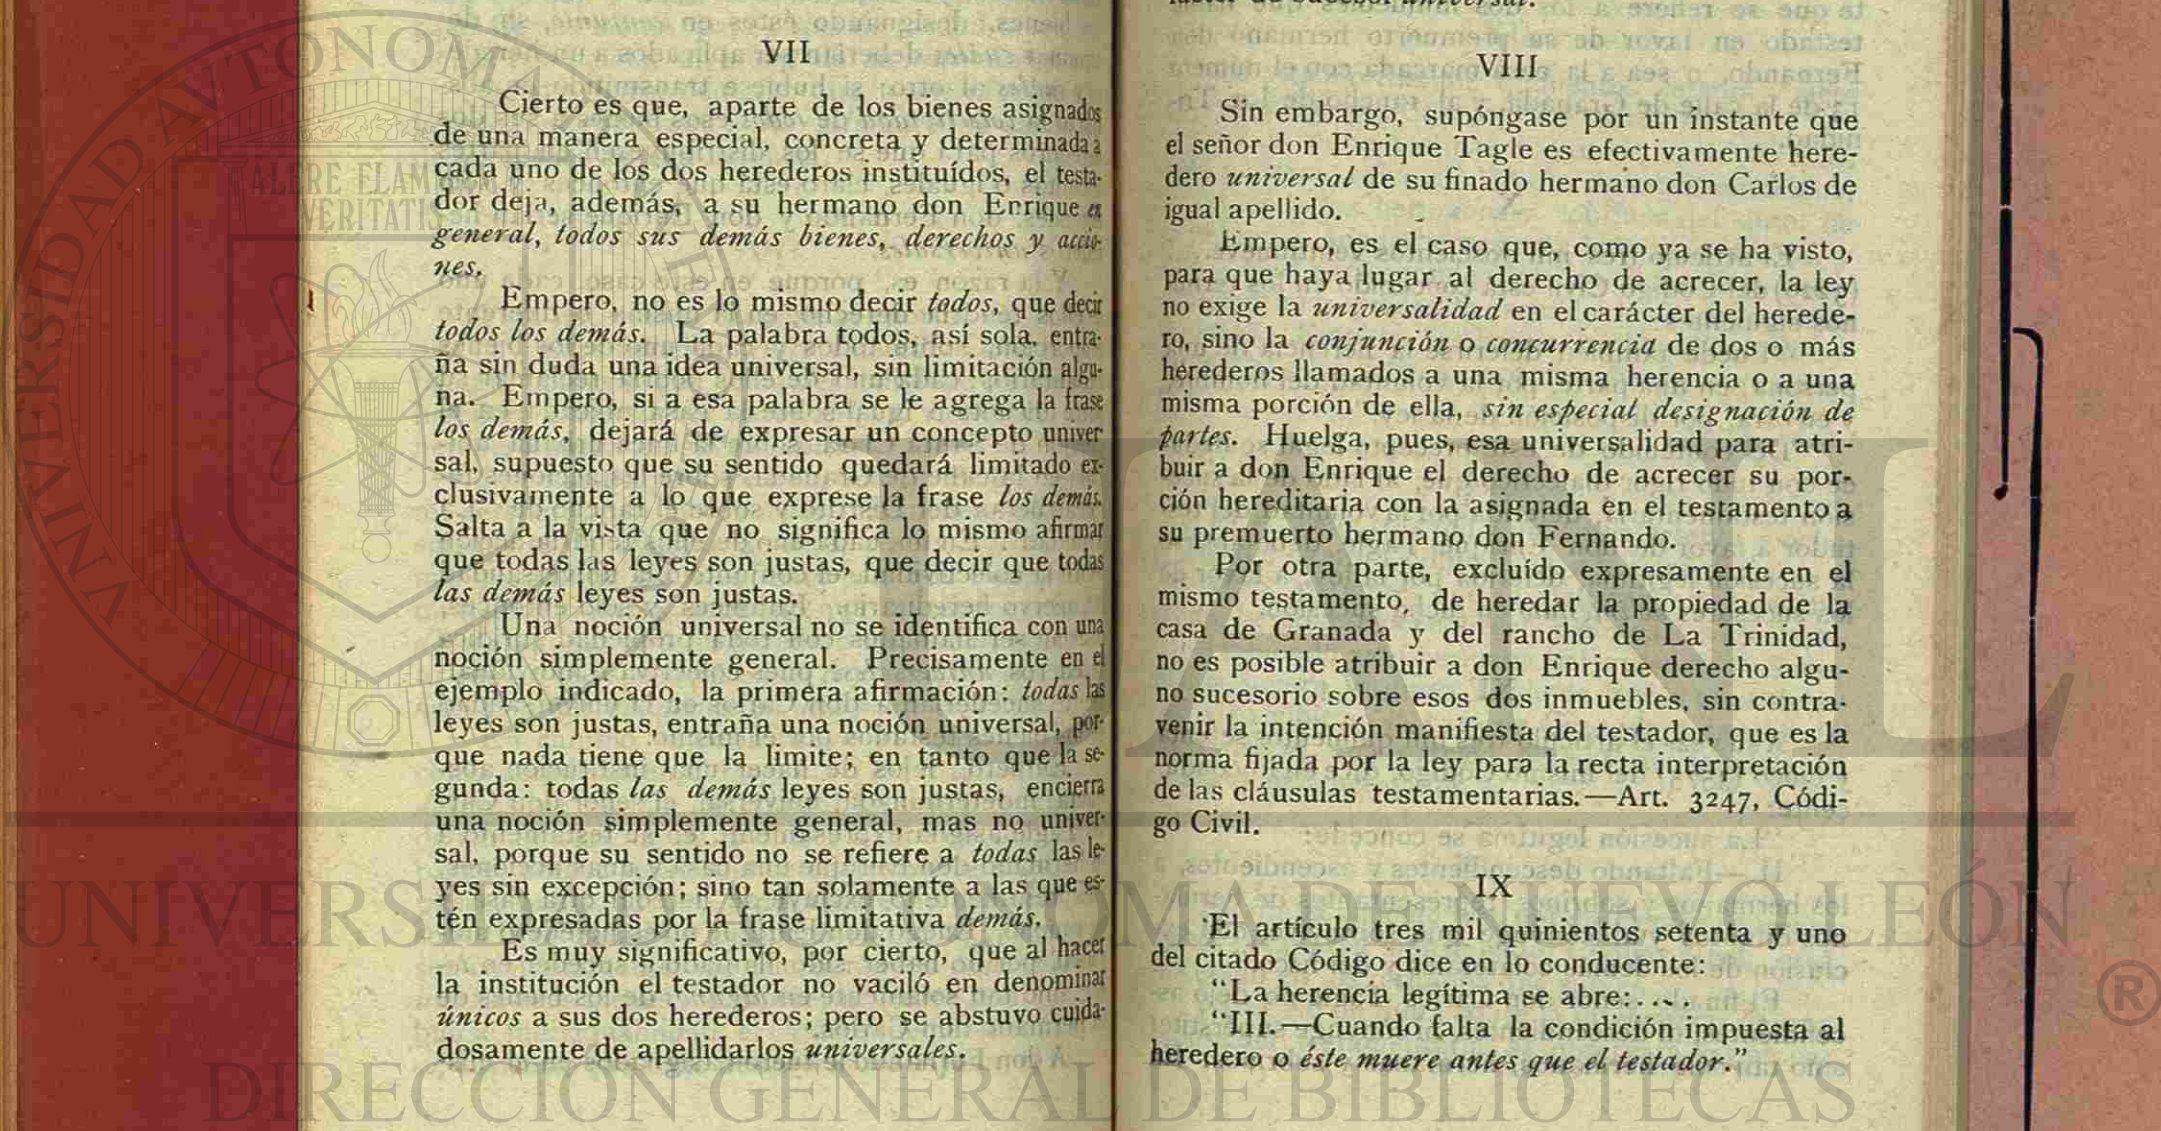 VII
Cierto es que, aparte de los bienes asignados
de una manera especial, concreta y determinada a
cada uno de los dos herederos instituídos, el testa-
dor deja, además, a su hermano don Enrique en
general, todos sus demás bienes, derechos y accio-
nes.
Empero, no es lo mismo decir todos, que decir
todos los demás. La palabra todos, así sola, entra-
ña sin duda una idea universal, sin limitación algu-
na. Empero, si a esa palabra se le agrega la frase
los demás, dejará de expresar un concepto univer
sal, supuesto que su sentido quedará limitado ex-
clusivamente a lo que exprese la frase los demás.
Salta a la vista que no significa lo mismo afirmar
que todas las leyes son justas, que decir que todas
las demás leyes son justas.
Una noción universal no se identifica con una
noción simplemente general. Precisamente en el
ejemplo indicado, la primera afirmación: todas las
leyes son justas, entraña una noción universal, por-
que nada tiene que la limite; en tanto que la se-
gunda: todas las demás leyes son justas, encierra
una noción simplemente general, mas no univer-
sal, porque su sentido no se refiere a todas las le-
yes sin excepción; sino tan solamente a las que es-
tén expresadas por la frase limitativa demás.
Es muy significativo, por cierto, que al hacer
la institución el testador no vaciló en denominar
únicos a sus dos herederos; pero se abstuvo cuida-
dosamente de apellidarlos universales.
VIII
Sin embargo, supóngase por un instante que
el señor don Enrique Tagle es efectivamente here-
dero universal de su finado hermano don Carlos de
igual apellido.
Empero, es el caso que, como ya se ha visto,
para que haya lugar al derecho de acrecer, la ley
no exige la universalidad en el carácter del herede-
ro, sino la conjunción o concurrencia de dos o más
herederos llamados a una misma herencia o a una
misma porción de ella, sin especial designación de
partes. Huelga, pues, esa universalidad para atri-
buir a don Enrique el derecho de acrecer su por-
ción hereditaria con la asignada en el testamento a
su premuerto hermano don Fernando.
Por otra parte, excluído expresamente en el
mismo testamento, de heredar la propiedad de la
casa de Granada y del rancho de La Trinidad,
no es posible atribuir a don Enrique derecho algu-
no sucesorio sobre esos dos inmuebles, sin contra-
venir la intención manifiesta del testador, que es la
norma fijada por la ley para la recta interpretación
de las cláusulas testamentarias.—Art. 3247, Códi-
go Civil.
IX
El artículo tres mil quinientos setenta y uno
del citado Código dice en lo conducente:
"La herencia legítima se abre:....
"III.—Cuando falta la condición impuesta al
heredero o éste muere antes que el testador."
UNIVERSIDAD AUTONOMA
ALERE FLAMMAM
VERITATIS
UANL
UNIVERSIDAD AUTÓNOMA DE NUEVO LEÓN
®
DIRECCIÓN GENERAL DE BIBLIOTECAS